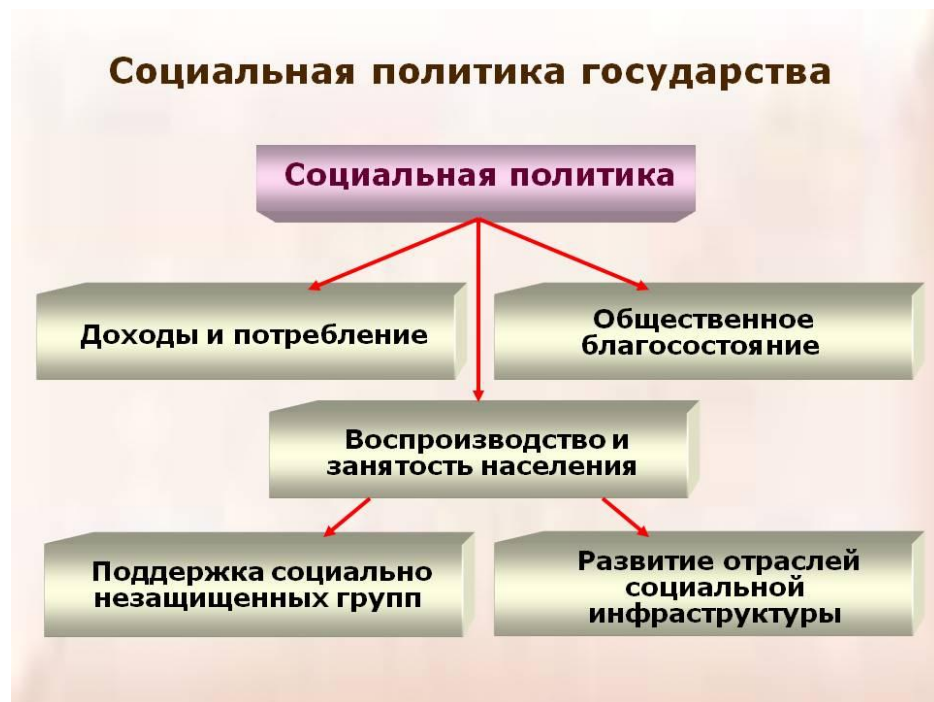 Социальная политика государства
Социальная политика
Доходы и потребление
Общественное
благосостояние
Воспроизводство и
занятость населения
Поддержка социально
незащищенных групп
Развитие отраслей
социальной
инфраструктуры